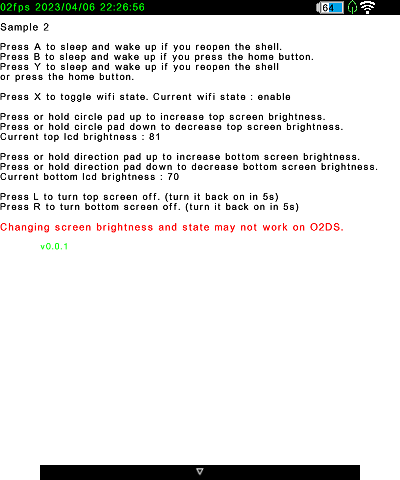 02fps 2023/04/06 22:26:56 64
Sample 2
Press A to sleep and wake up if you reopen the shell.
Press B to sleep and wake up if you press the home button.
Press Y to sleep and wake up if you reopen the shell
or press the home button.
Press X to toggle wifi state. Current wifi state : enable
Press or hold circle pad up to increase top screen brightness.
Press or hold circle pad down to decrease top screen brightness.
Current top lcd brightness : 81
Press or hold direction pad up to increase bottom screen brightness.
Press or hold direction pad down to decrease bottom screen brightness.
Current bottom lcd brightness : 70
Press L to turn top screen off. (turn it back on in 5s)
Press R to turn bottom screen off. (turn it back on in 5s)
Changing screen brightness and state may not work on O2DS.
v0.0.1